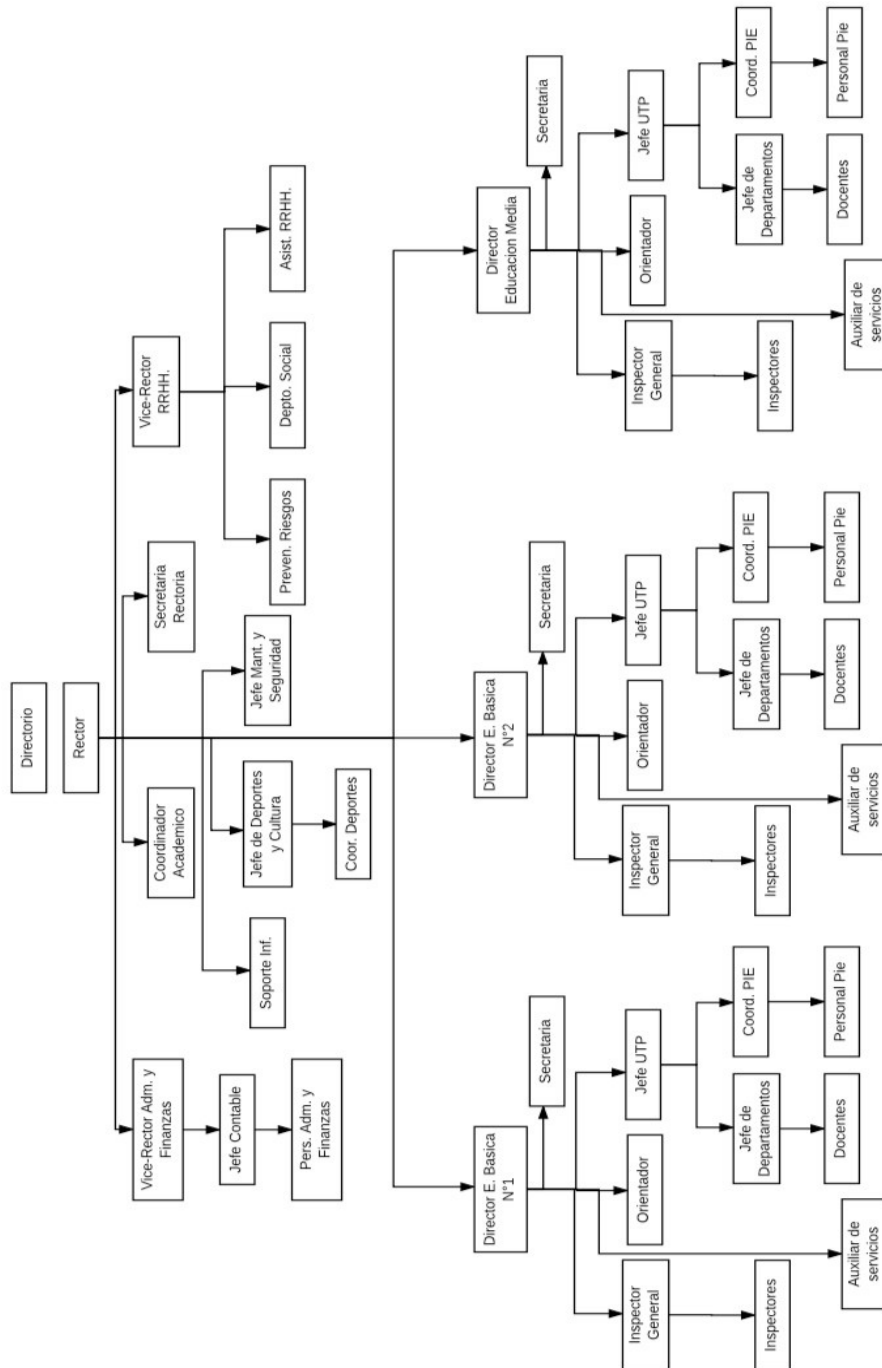 Directorio
Rector
Vice-Rector Adm. y
Finanzas
Coordinador
Academico
Secretaria
Rectoria
Vice-Rector
RRHH.
Jefe Contable
Soporte Inf.
Jefe de Deportes
y Cultura
Jefe Mant. y
Seguridad
Preven. Riesgos
Depto. Social
Asist. RRHH.
Pers. Adm. y
Finanzas
Coor. Deportes
Director E. Basica
N°1
Secretaria
Inspector
General
Orientador
Jefe UTP
Inspectores
Jefe de
Departamentos
Coord. PIE
Auxiliar de
servicios
Docentes
Personal Pie
Director E. Basica
N°2
Secretaria
Inspector
General
Orientador
Jefe UTP
Inspectores
Jefe de
Departamentos
Coord. PIE
Auxiliar de
servicios
Docentes
Personal Pie
Director
Educacion Media
Secretaria
Inspector
General
Orientador
Jefe UTP
Inspectores
Jefe de
Departamentos
Coord. PIE
Auxiliar de
servicios
Docentes
Personal Pie